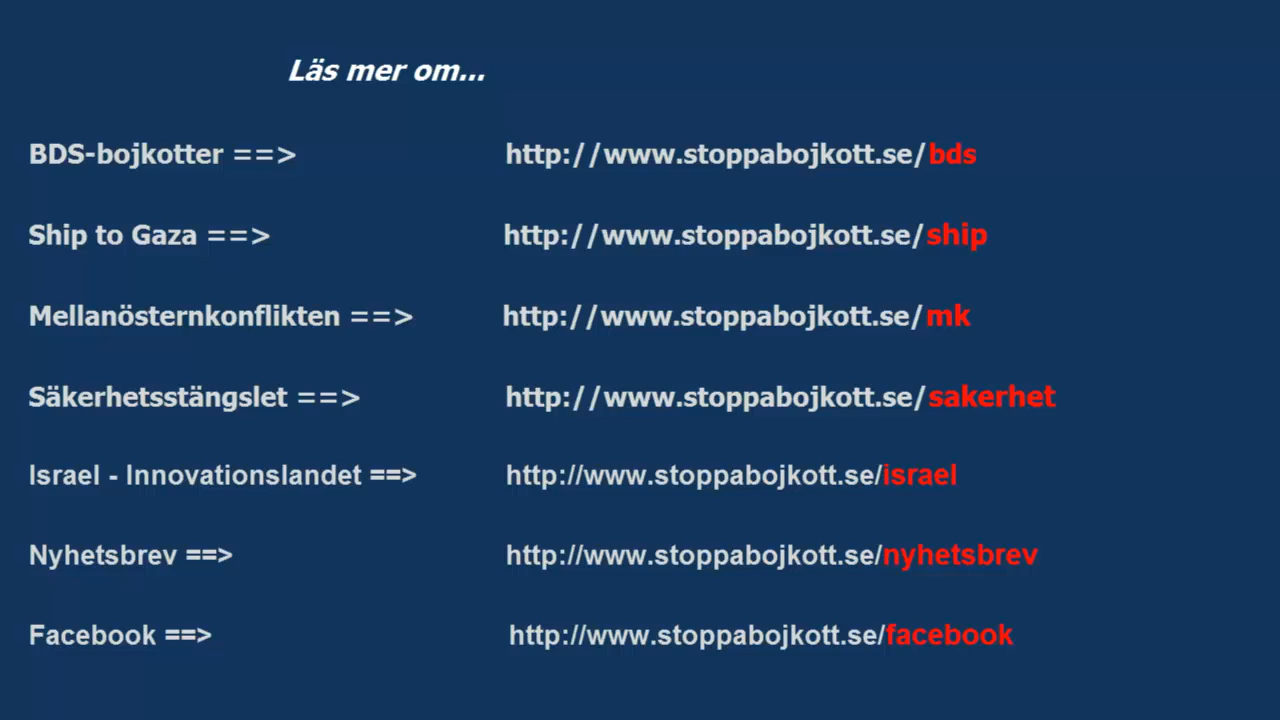 Läs mer om...
BDS-bojkotter ==> http://www.stoppabojkott.se/bds
Ship to Gaza ==> http://www.stoppabojkott.se/ship
Mellanösternkonflikten ==> http://www.stoppabojkott.se/mk
Säkerhetsstängslet ==> http://www.stoppabojkott.se/sakerhet
Israel - Innovationslandet ==> http://www.stoppabojkott.se/israel
Nyhetsbrev ==> http://www.stoppabojkott.se/nyhetsbrev
Facebook ==> http://www.stoppabojkott.se/facebook